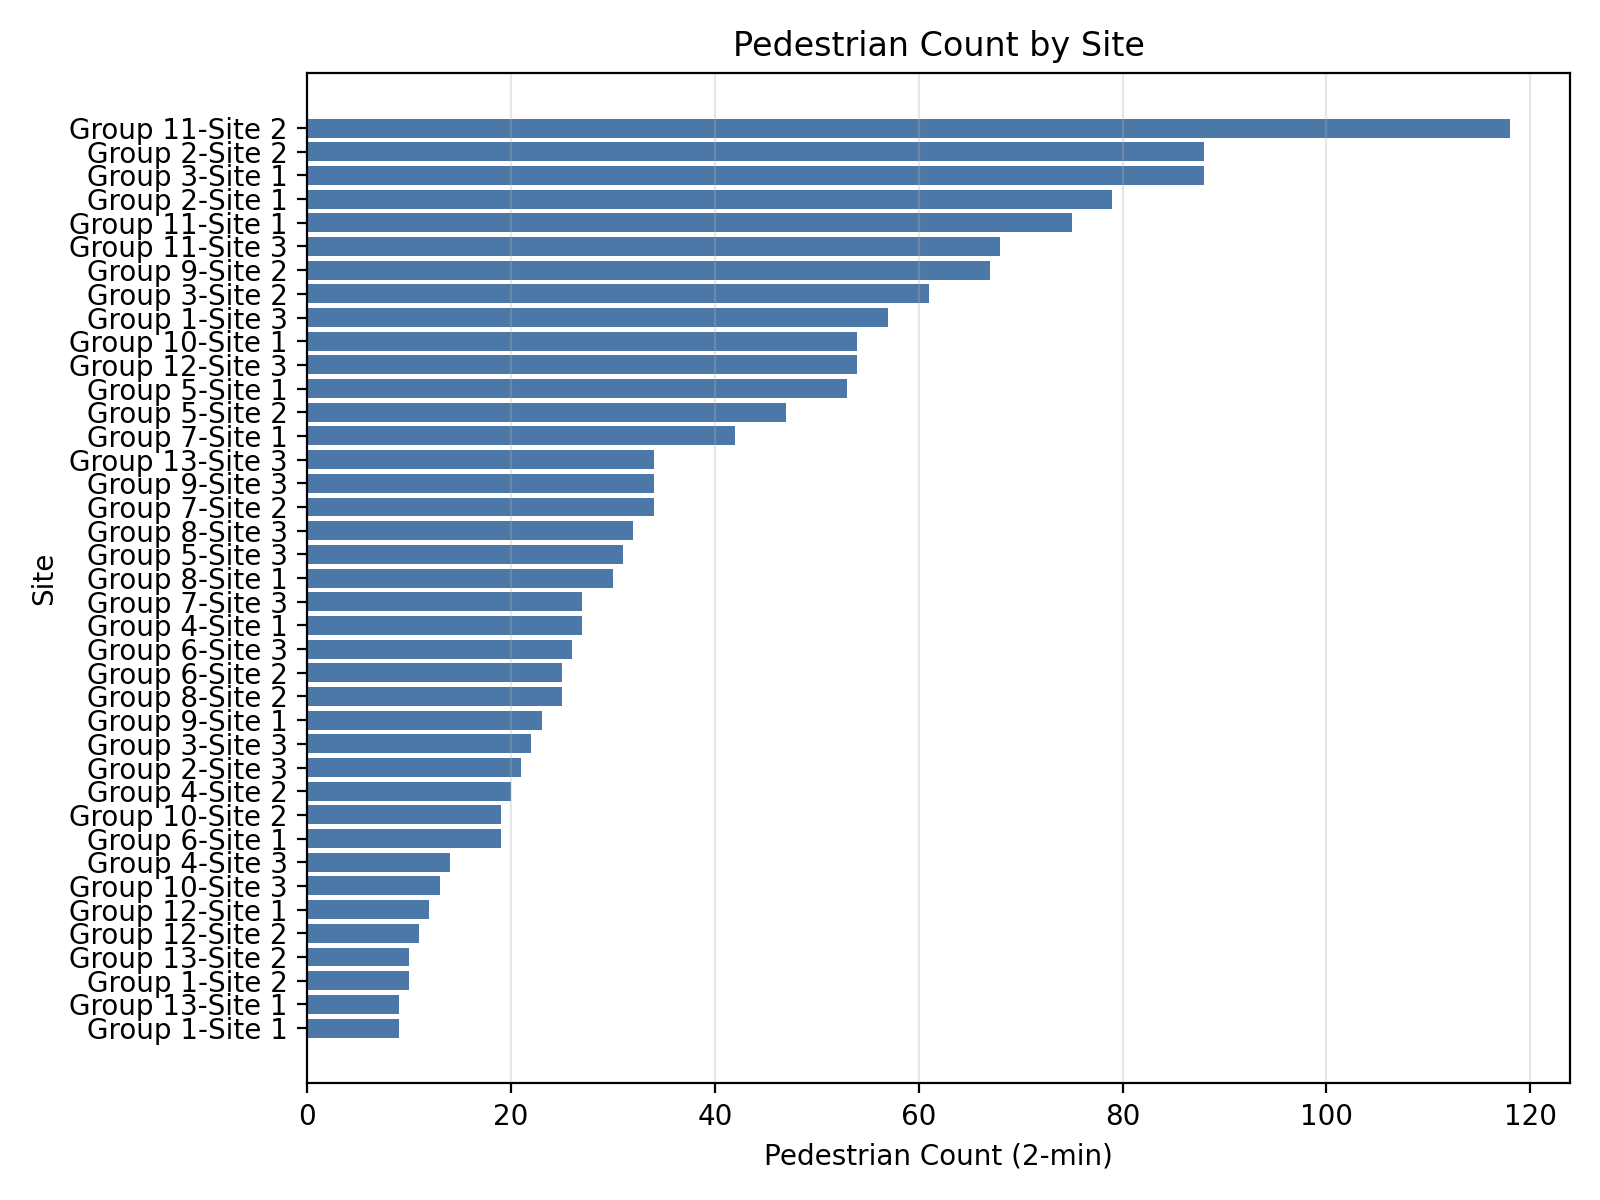 Pedestrian Count by Site
Group 11-Site 2
Group 2-Site 2
Group 3-Site 1
Group 2-Site 1
Group 11-Site 1
Group 11-Site 3
Group 9-Site 2
Group 3-Site 2
Group 1-Site 3
Group 10-Site 1
Group 12-Site 3
Group 5-Site 1
Group 5-Site 2
Group 7-Site 1
Group 13-Site 3
Group 9-Site 3
Group 7-Site 2
Group 8-Site 3
Group 5-Site 3
Group 8-Site 1
Group 7-Site 3
Group 4-Site 1
Group 6-Site 3
Group 6-Site 2
Group 8-Site 2
Group 9-Site 1
Group 3-Site 3
Group 2-Site 3
Group 4-Site 2
Group 10-Site 2
Group 6-Site 1
Group 4-Site 3
Group 10-Site 3
Group 12-Site 1
Group 12-Site 2
Group 13-Site 2
Group 1-Site 2
Group 13-Site 1
Group 1-Site 1
Site
0 20 40 60 80 100 120
Pedestrian Count (2-min)